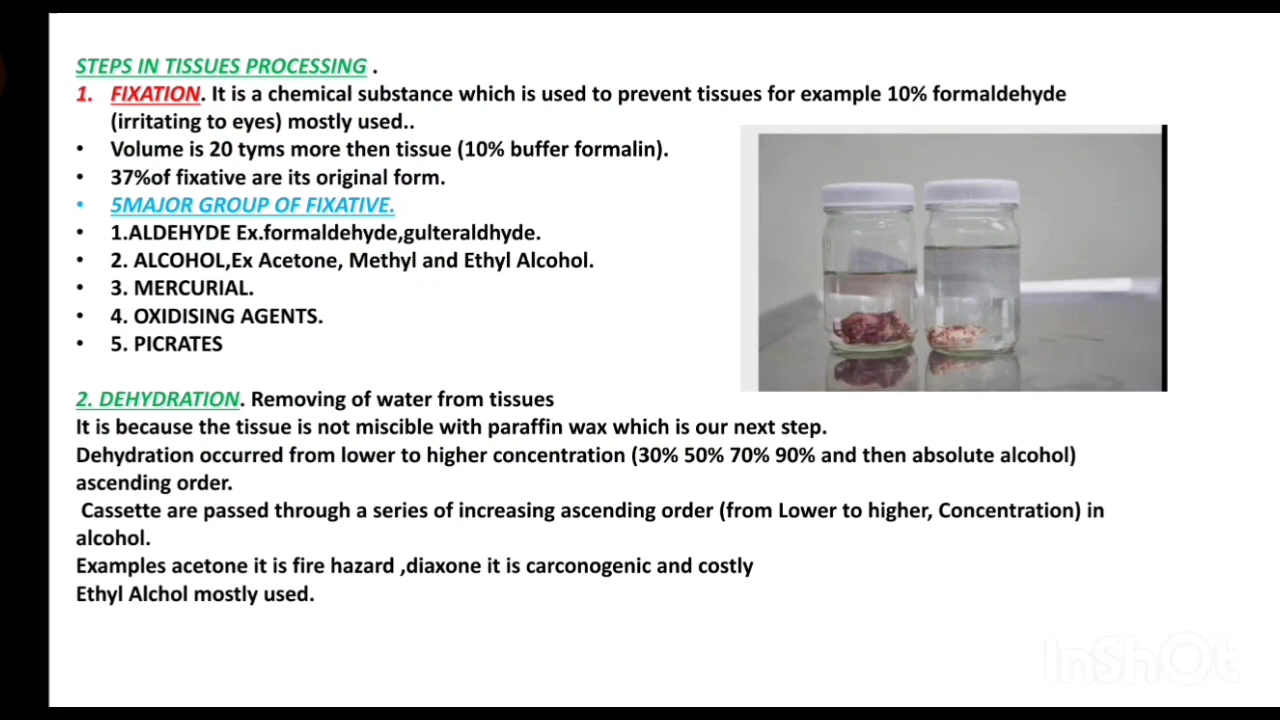 STEPS IN TISSUES PROCESSING .
1. FIXATION. It is a chemical substance which is used to prevent tissues for example 10% formaldehyde
(irritating to eyes) mostly used..
• Volume is 20 tyms more then tissue (10% buffer formalin).
• 37%of fixative are its original form.
• 5MAJOR GROUP OF FIXATIVE.
• 1.ALDEHYDE Ex.formaldehyde,gulteraldhyde.
• 2. ALCOHOL,Ex Acetone, Methyl and Ethyl Alcohol.
• 3. MERCURIAL.
• 4. OXIDISING AGENTS.
• 5. PICRATES
2. DEHYDRATION. Removing of water from tissues
It is because the tissue is not miscible with paraffin wax which is our next step.
Dehydration occurred from lower to higher concentration (30% 50% 70% 90% and then absolute alcohol)
ascending order.
Cassette are passed through a series of increasing ascending order (from Lower to higher, Concentration) in
alcohol.
Examples acetone it is fire hazard ,diaxone it is carconogenic and costly
Ethyl Alchol mostly used.
InShOt